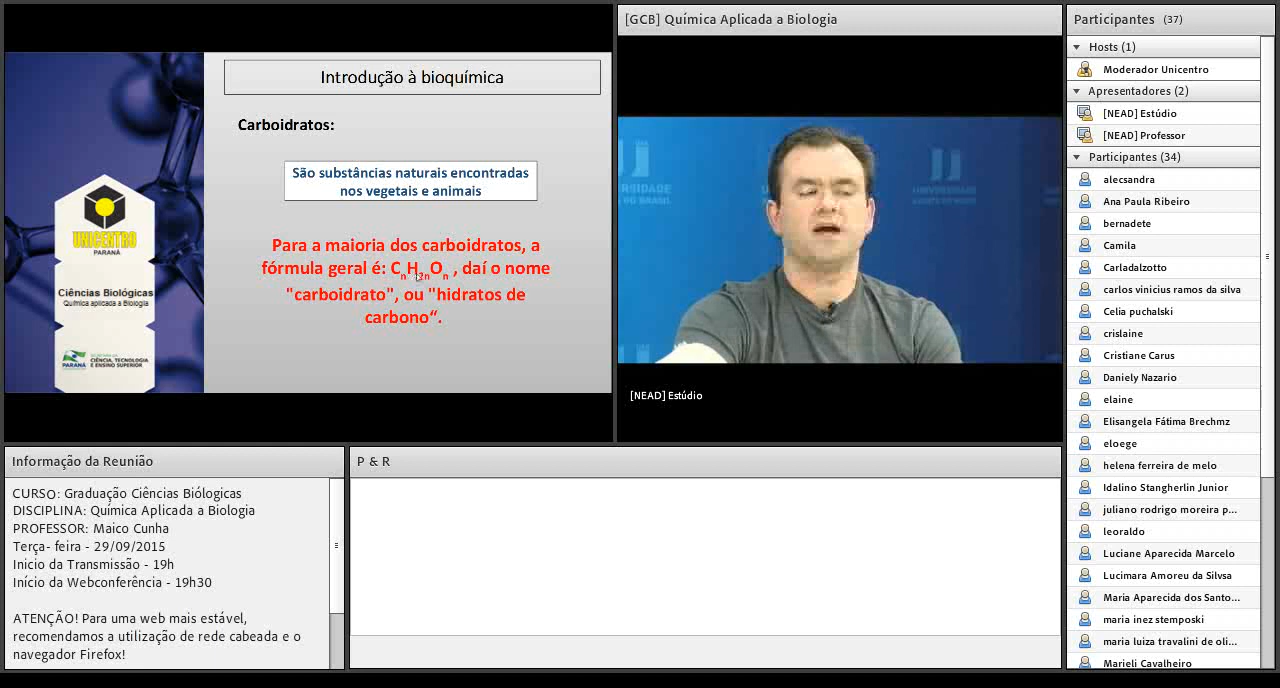 Introdução à bioquímica
Carboidratos:
São substâncias naturais encontradas
nos vegetais e animais
Para a maioria dos carboidratos, a
fórmula geral é: CnH2nOn , daí o nome
"carboidrato", ou "hidratos de
carbono“.
UNICENTRO
PARANÁ
Ciências Biológicas
Química aplicada a Biologia
PARANÁ
CIÊNCIA, TECNOLOGIA
E ENSINO SUPERIOR
[GCB] Química Aplicada a Biologia
[NEAD] Estúdio
Participantes (37)
Hosts (1)
Moderador Unicentro
Apresentadores (2)
[NEAD] Estúdio
[NEAD] Professor
Participantes (34)
alecsandra
Ana Paula Ribeiro
bernadete
Camila
Carladalzotto
carlos vinicius ramos da silva
Celia puchalski
crislaine
Cristiane Carus
Daniely Nazario
elaine
Elisangela Fátima Brechmz
eloege
helena ferreira de melo
Idalino Stangherlin Junior
juliano rodrigo moreira p...
leoraldo
Luciane Aparecida Marcelo
Lucimara Amoreu da Silvsa
Maria Aparecida dos Santo...
maria inez stemposki
maria luiza travalini de oli...
Marieli Cavalheiro
Informação da Reunião
CURSO: Graduação Ciências Biólogicas
DISCIPLINA: Química Aplicada a Biologia
PROFESSOR: Maico Cunha
Terça- feira - 29/09/2015
Inicio da Transmissão - 19h
Início da Webconferência - 19h30
ATENÇÃO! Para uma web mais estável,
recomendamos a utilização de rede cabeada e o
navegador Firefox!
P & R